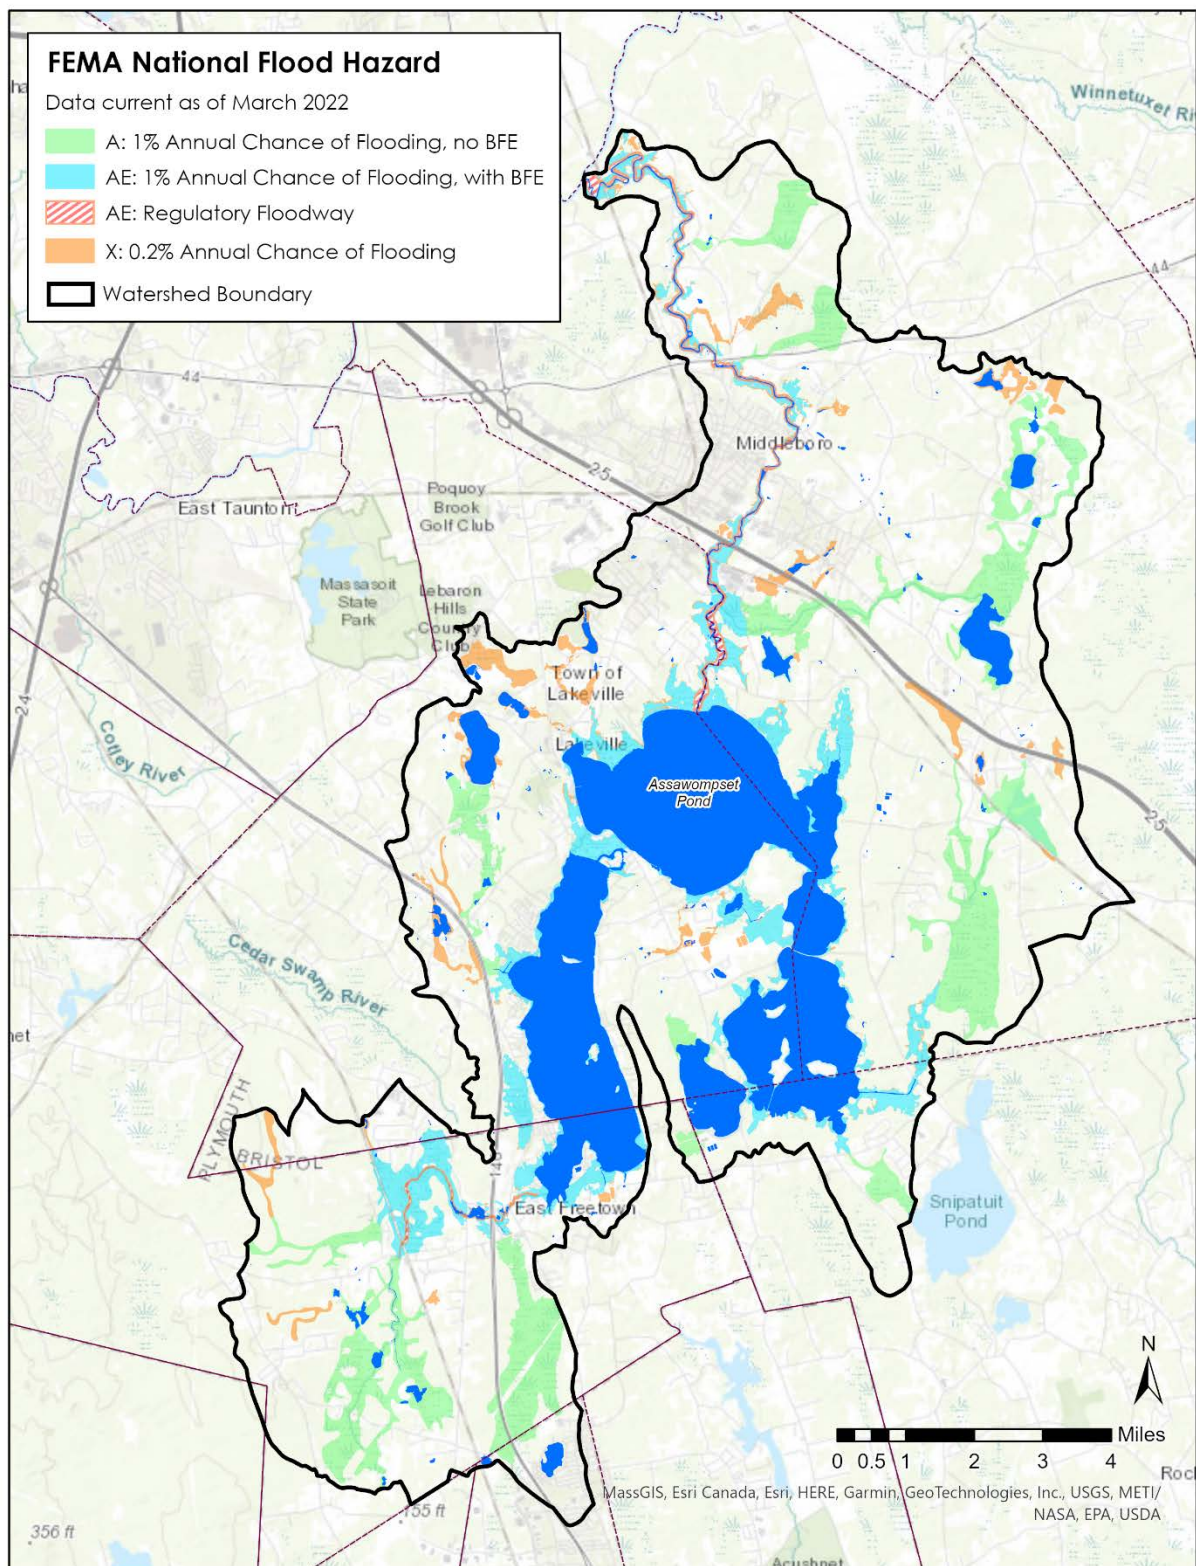 FEMA National Flood Hazard
Data current as of March 2022
A: 1% Annual Chance of Flooding, no BFE
AE: 1% Annual Chance of Flooding, with BFE
AE: Regulatory Floodway
X: 0.2% Annual Chance of Flooding
Watershed Boundary
Winnetuxet
44
44
Middleboro
25
Poquoy
Brook
Golf Club
East Taunton
Massasoit
State
Park
Lebaron
Hills
Country
Club
Town of
Lakeville
24
Cotley River
Lakeville
Assawompset
Pond
25
Cedar Swamp River
PLYMOUTH
BRISTOL
140
East Freetown
Snipatuit
Pond
N
Miles
0 0.5 1 2 3 4
MassGIS, Esri Canada, Esri, HERE, Garmin, GeoTechnologies, Inc., USGS, METI/
NASA, EPA, USDA
155 ft
356 ft
Acushnet